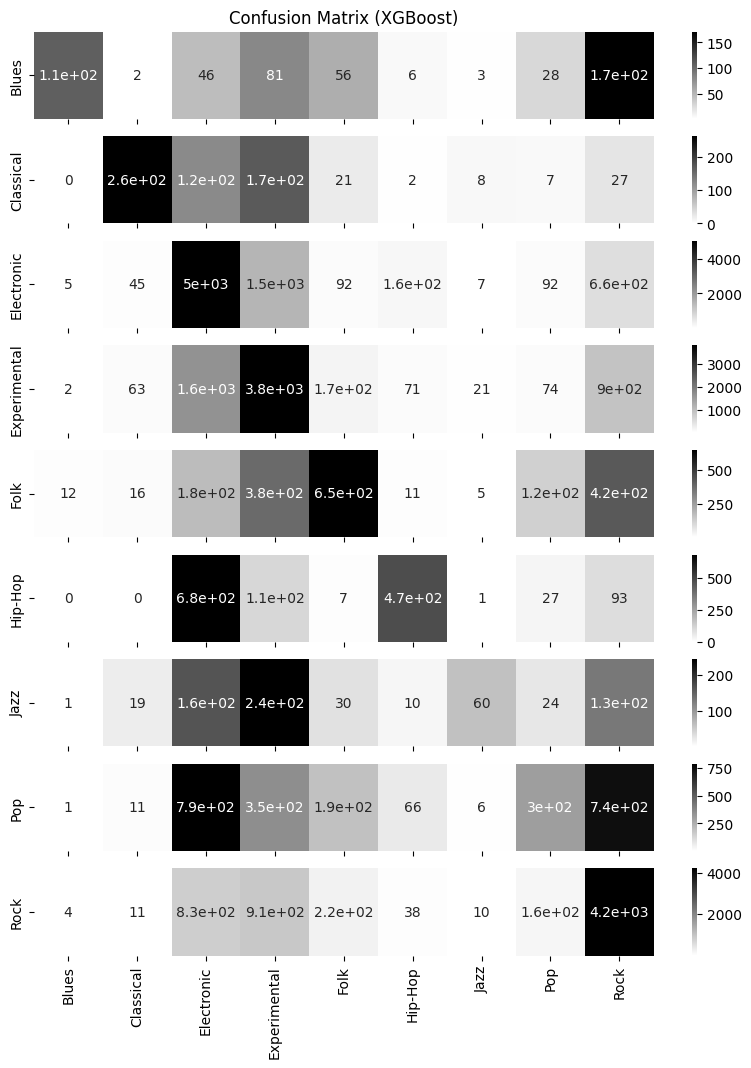 Confusion Matrix (XGBoost)
Blues 1.1e+02 2 46 81 56 6 3 28 1.7e+02 150 100 50
Classical 0 2.6e+02 1.2e+02 1.7e+02 21 2 8 7 27 200 100 0
Electronic 5 45 5e+03 1.5e+03 92 1.6e+02 7 92 6.6e+02 4000 2000
Experimental 2 63 1.6e+03 3.8e+03 1.7e+02 71 21 74 9e+02 3000 2000 1000
Folk 12 16 1.8e+02 3.8e+02 6.5e+02 11 5 1.2e+02 4.2e+02 500 250
Hip-Hop 0 0 6.8e+02 1.1e+02 7 4.7e+02 1 27 93 500 250 0
Jazz 1 19 1.6e+02 2.4e+02 30 10 60 24 1.3e+02 200 100
Pop 1 11 7.9e+02 3.5e+02 1.9e+02 66 6 3e+02 7.4e+02 750 500 250
Rock 4 11 8.3e+02 9.1e+02 2.2e+02 38 10 1.6e+02 4.2e+03 4000 2000
Blues Classical Electronic Experimental Folk Hip-Hop Jazz Pop Rock